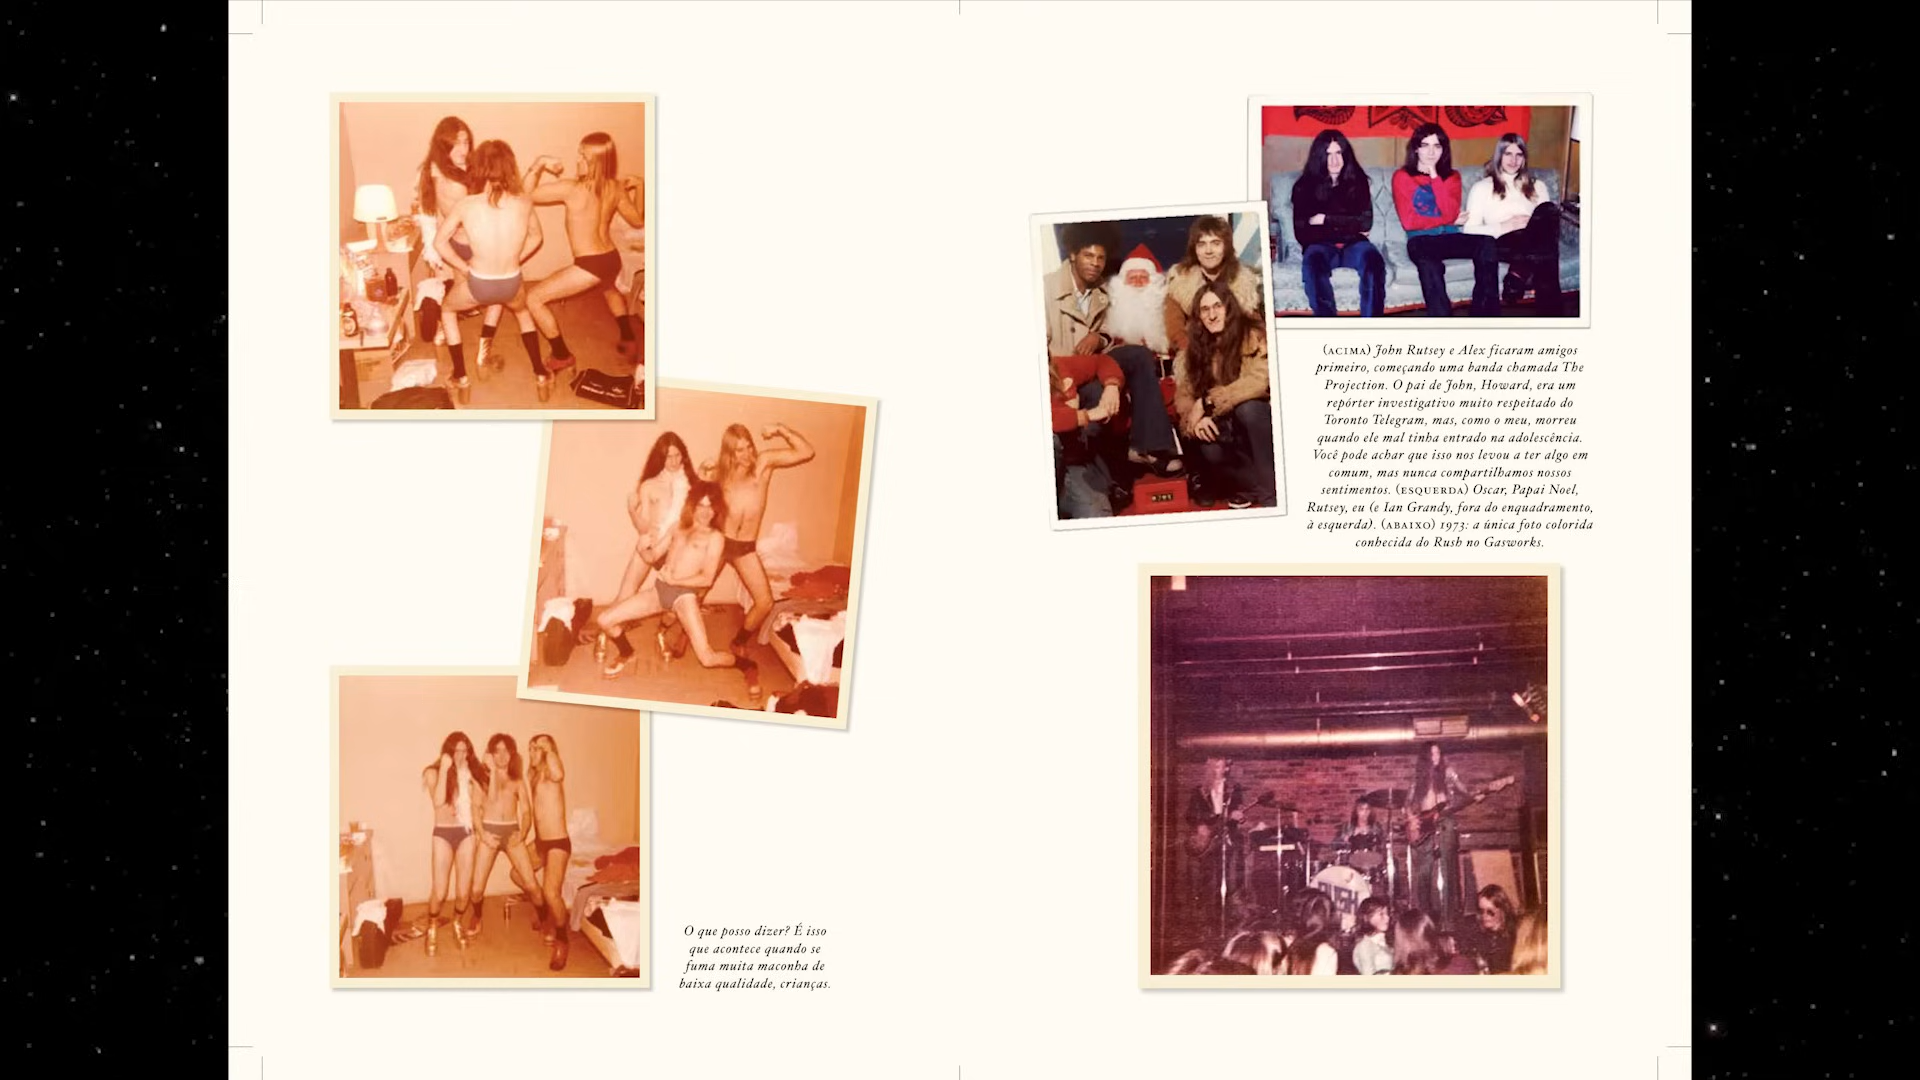 (ACIMA) John Rutsey e Alex ficaram amigos
primeiro, começando uma banda chamada The
Projection. O pai de John, Howard, era um
repórter investigativo muito respeitado do
Toronto Telegram, mas, como o meu, morreu
quando ele mal tinha entrado na adolescência.
Você pode achar que isso nos levou a ter algo em
comum, mas nunca compartilhamos nossos
sentimentos. (ESQUERDA) Oscar, Papai Noel,
Rutsey, eu (e Ian Grandy, fora do enquadramento,
à esquerda). (ABAIXO) 1973: a única foto colorida
conhecida do Rush no Gasworks.
RUSH
O que posso dizer? É isso
que acontece quando se
fuma muita maconha de
baixa qualidade, crianças.